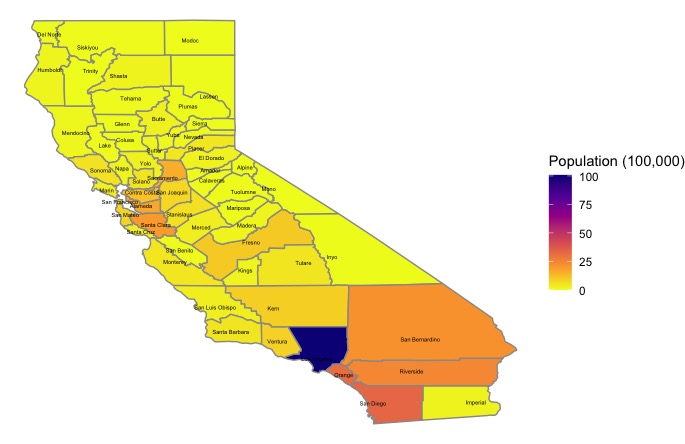 Del Norte
Siskiyou
Modoc
Humboldt
Trinity
Shasta
Lassen
Tehama
Plumas
Mendocino
Glenn
Butte
Sierra
Lake
Colusa
Yuba
Nevada
Sutter
Placer
Sonoma
Napa
Yolo
El Dorado
Alpine
Sacramento
Amador
Marin
Solano
Calaveras
Contra Costa
San Joaquin
Tuolumne
Mono
San Francisco
Alameda
San Mateo
Stanislaus
Mariposa
Santa Clara
Merced
Madera
Santa Cruz
San Benito
Fresno
Inyo
Monterey
Kings
Tulare
San Luis Obispo
Kern
Santa Barbara
Ventura
San Bernardino
Orange
Riverside
San Diego
Imperial
Population (100,000)
100
75
50
25
0